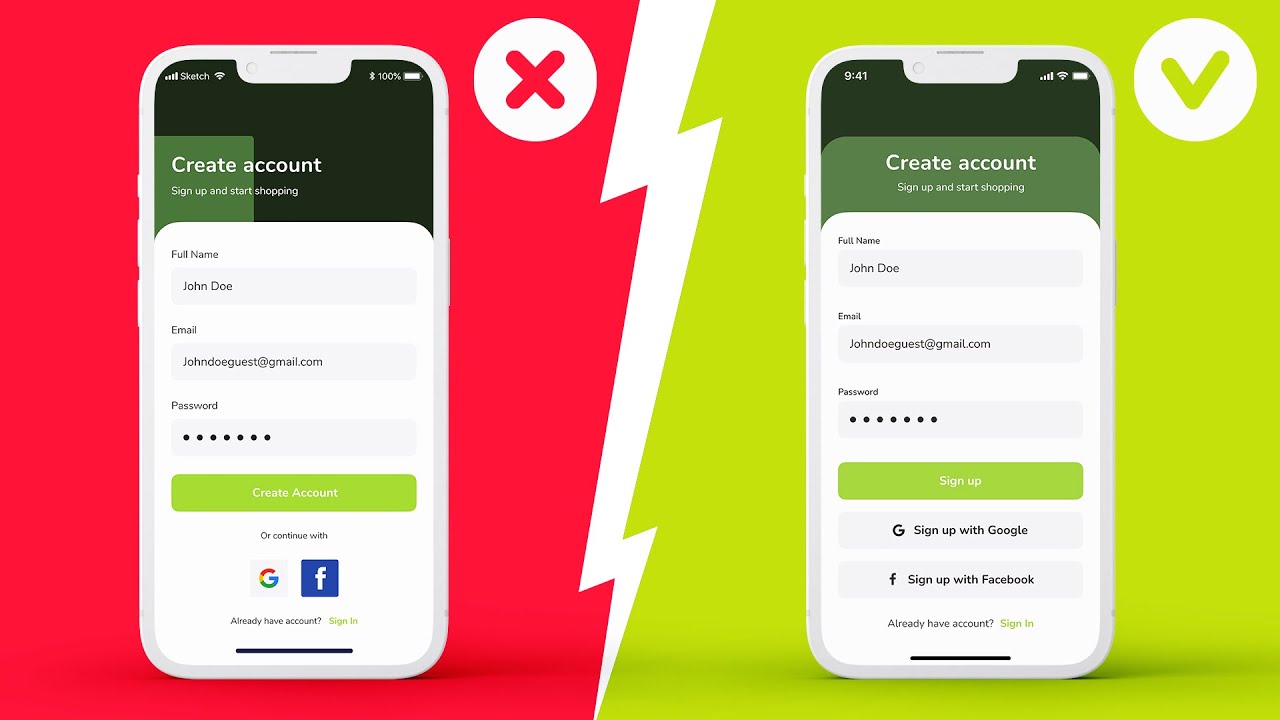 Sketch
100%
Create account
Sign up and start shopping
Full Name
John Doe
Email
Johndoeguest@gmail.com
Password
Create Account
Or continue with
G
f
Already have account? Sign In
9:41
Create account
Sign up and start shopping
Full Name
John Doe
Email
Johndoeguest@gmail.com
Password
Sign up
G Sign up with Google
f Sign up with Facebook
Already have account? Sign In